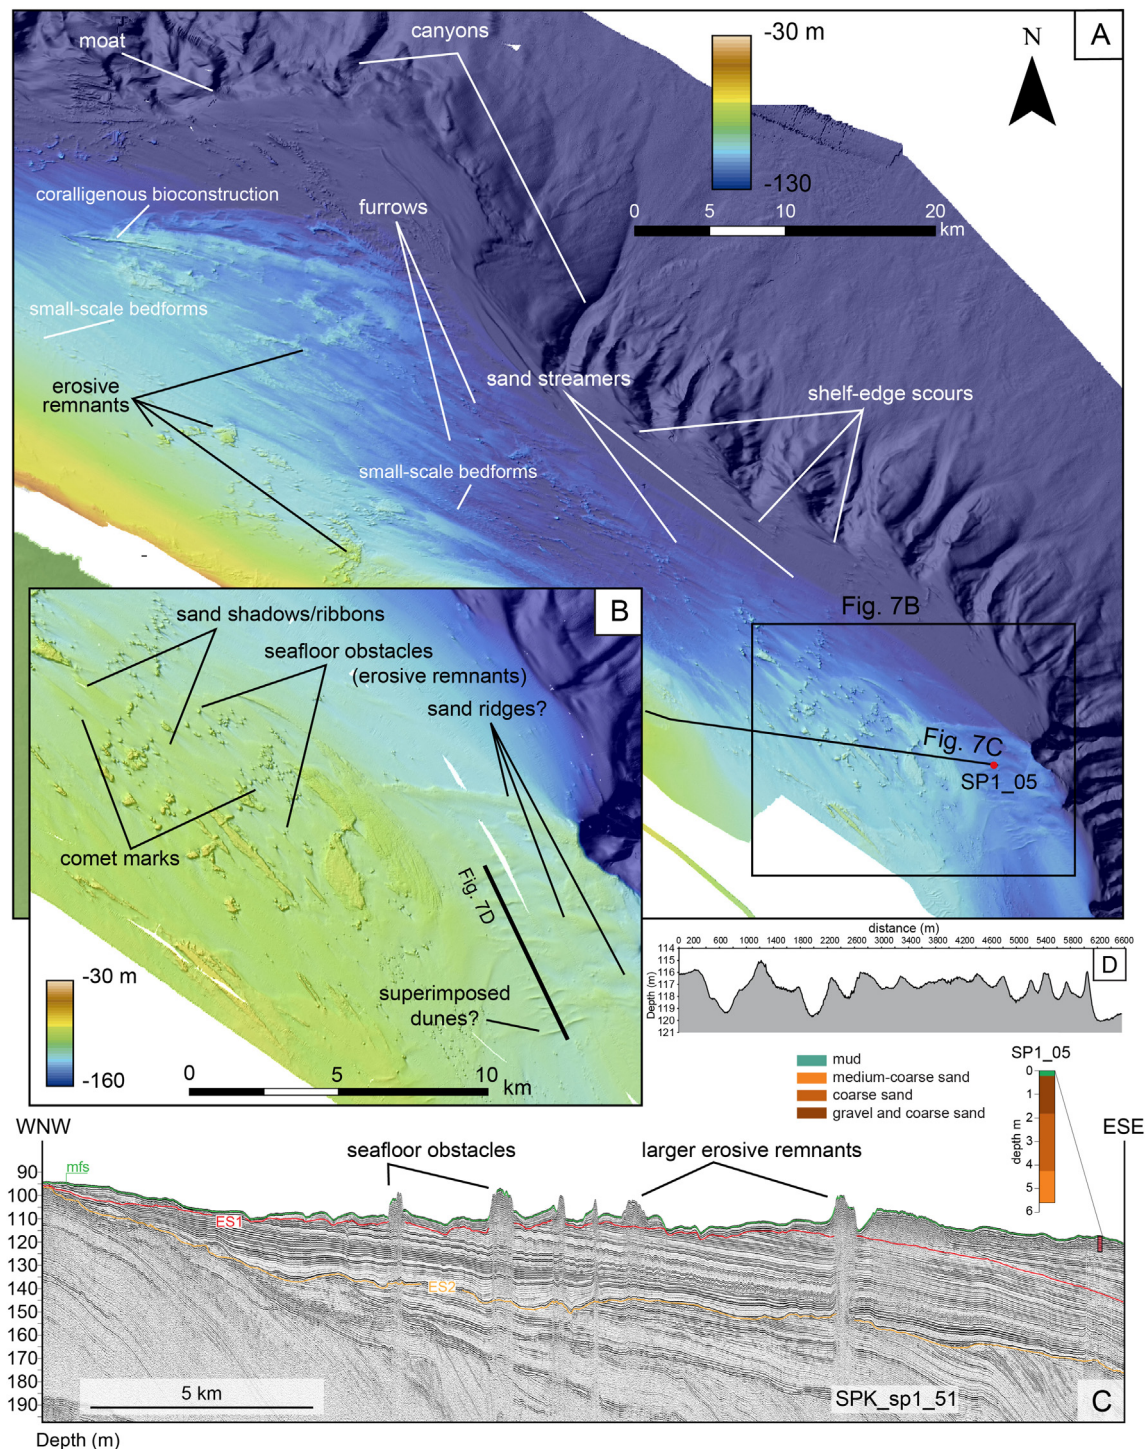 A
moat
canyons
N
-30 m
-130
0 5 10 20
km
coralligenous bioconstruction
furrows
small-scale bedforms
erosive
remnants
sand streamers
shelf-edge scours
small-scale bedforms
Fig. 7B
Fig. 7C
SP1_05
B
sand shadows/ribbons
seafloor obstacles
(erosive remnants)
sand ridges?
comet marks
Fig. 7D
superimposed
dunes?
-30 m
-160
0 5 10
km
distance (m)
0 200 600 1000 1400 1800 2200 2600 3000 3400 3800 4200 4600 5000 5400 5800 6200 6600
D
Depth (m)
114
115
116
117
118
119
120
121
mud
medium-coarse sand
coarse sand
gravel and coarse sand
SP1_05
depth m
0
1
2
3
4
5
6
WNW
ESE
seafloor obstacles
larger erosive remnants
mfs
ES1
ES2
90
100
110
120
130
140
150
160
170
180
190
5 km
SPK_sp1_51
C
Depth (m)